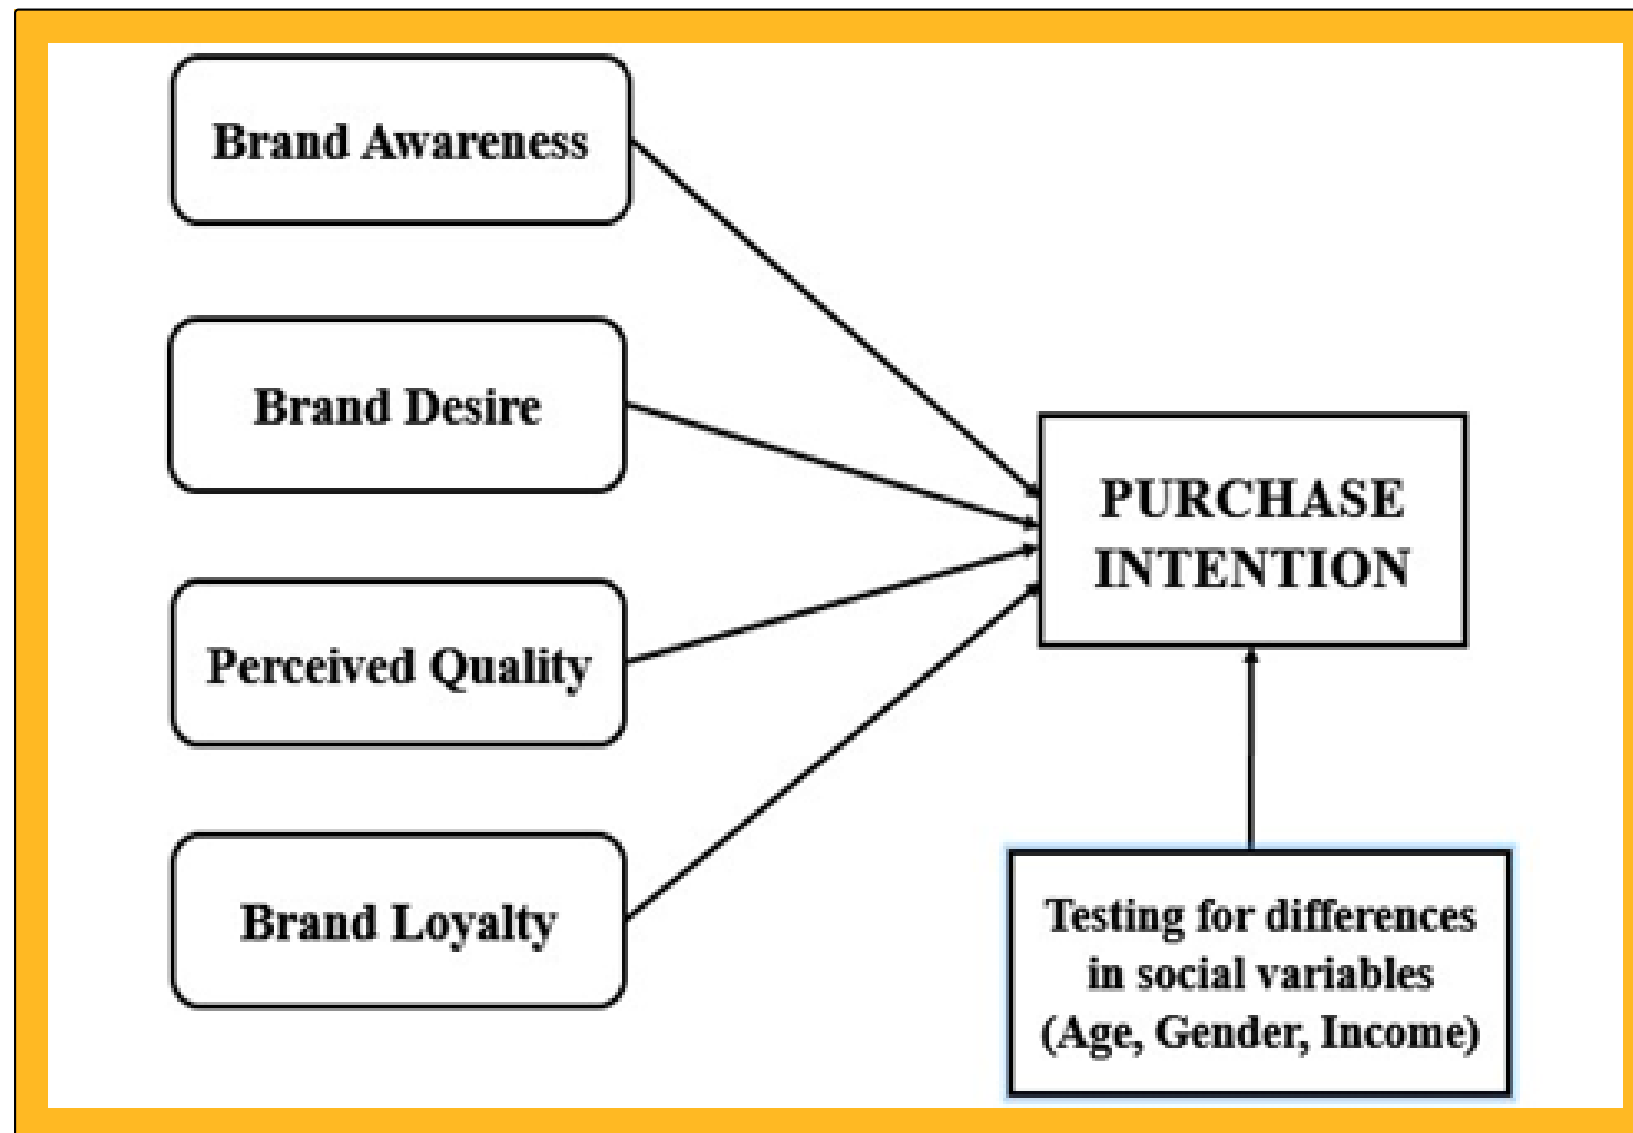 Brand Awareness
Brand Desire
Perceived Quality
Brand Loyalty
PURCHASE
INTENTION
Testing for differences
in social variables
(Age, Gender, Income)